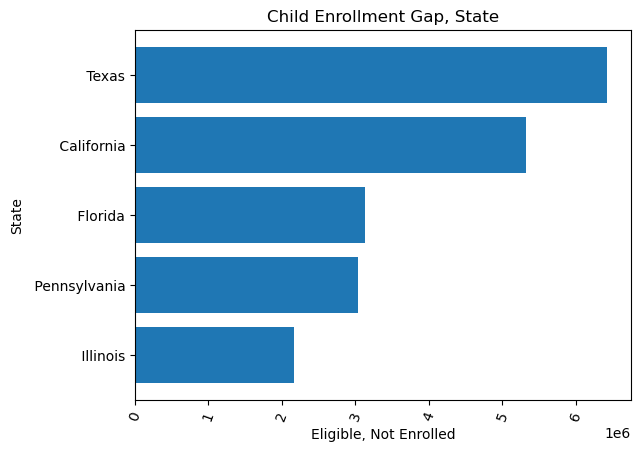 Child Enrollment Gap, State
Texas
California
Florida
Pennsylvania
Illinois
State
0 1 2 3 4 5 6
1e6
Eligible, Not Enrolled